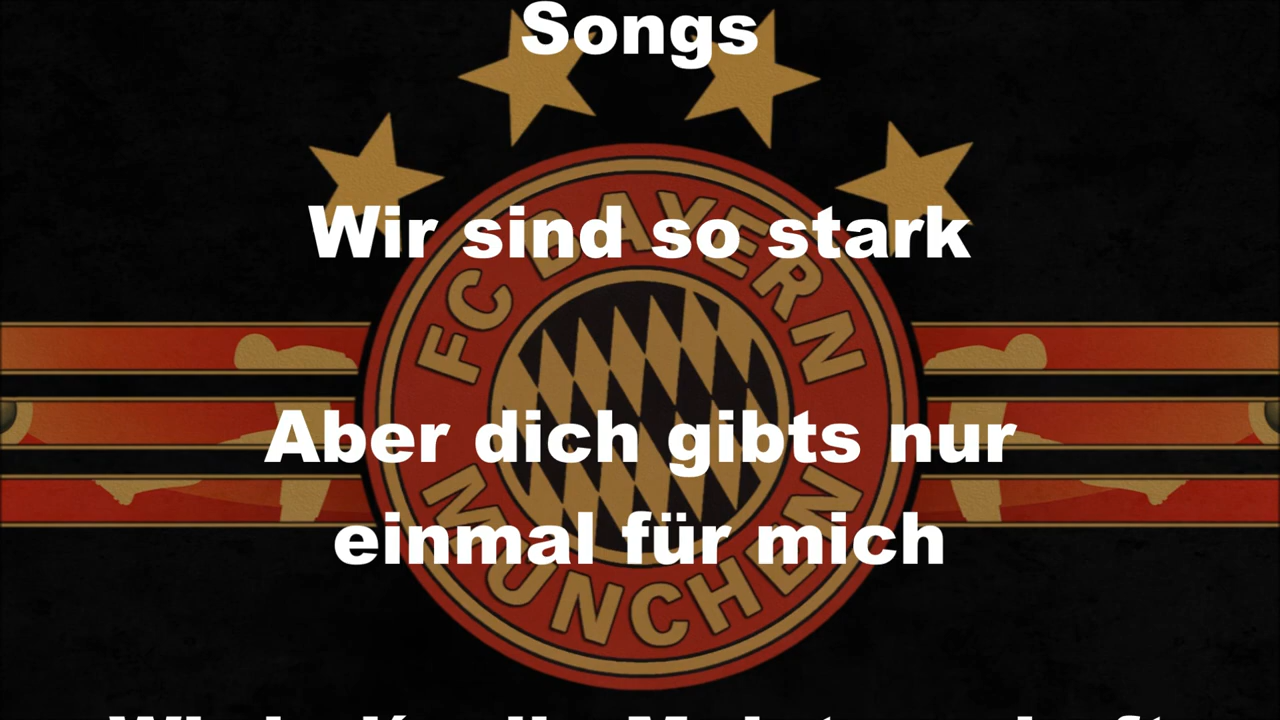 Songs
Wir sind so stark
FC BAYERN
Aber dich gibts nur
einmal für mich
MÜNCHEN